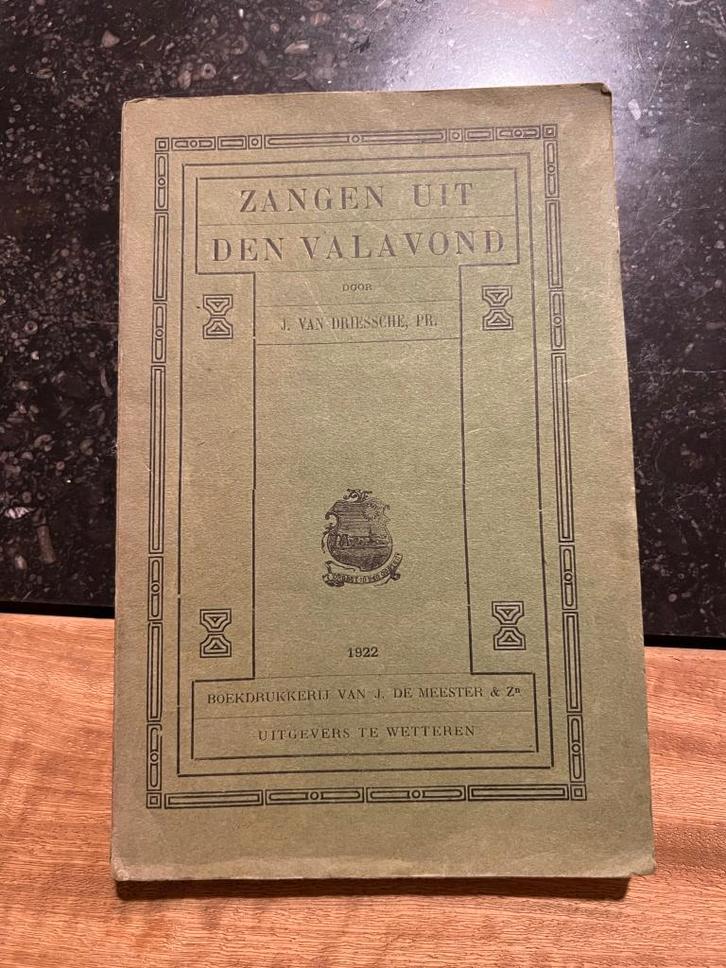 ZANGEN UIT
DEN VALAVOND
DOOR
J. VAN DRIESSCHE, PR.
1922
BOEKDRUKKERIJ VAN J. DE MEESTER & Zn
UITGEVERS TE WETTEREN